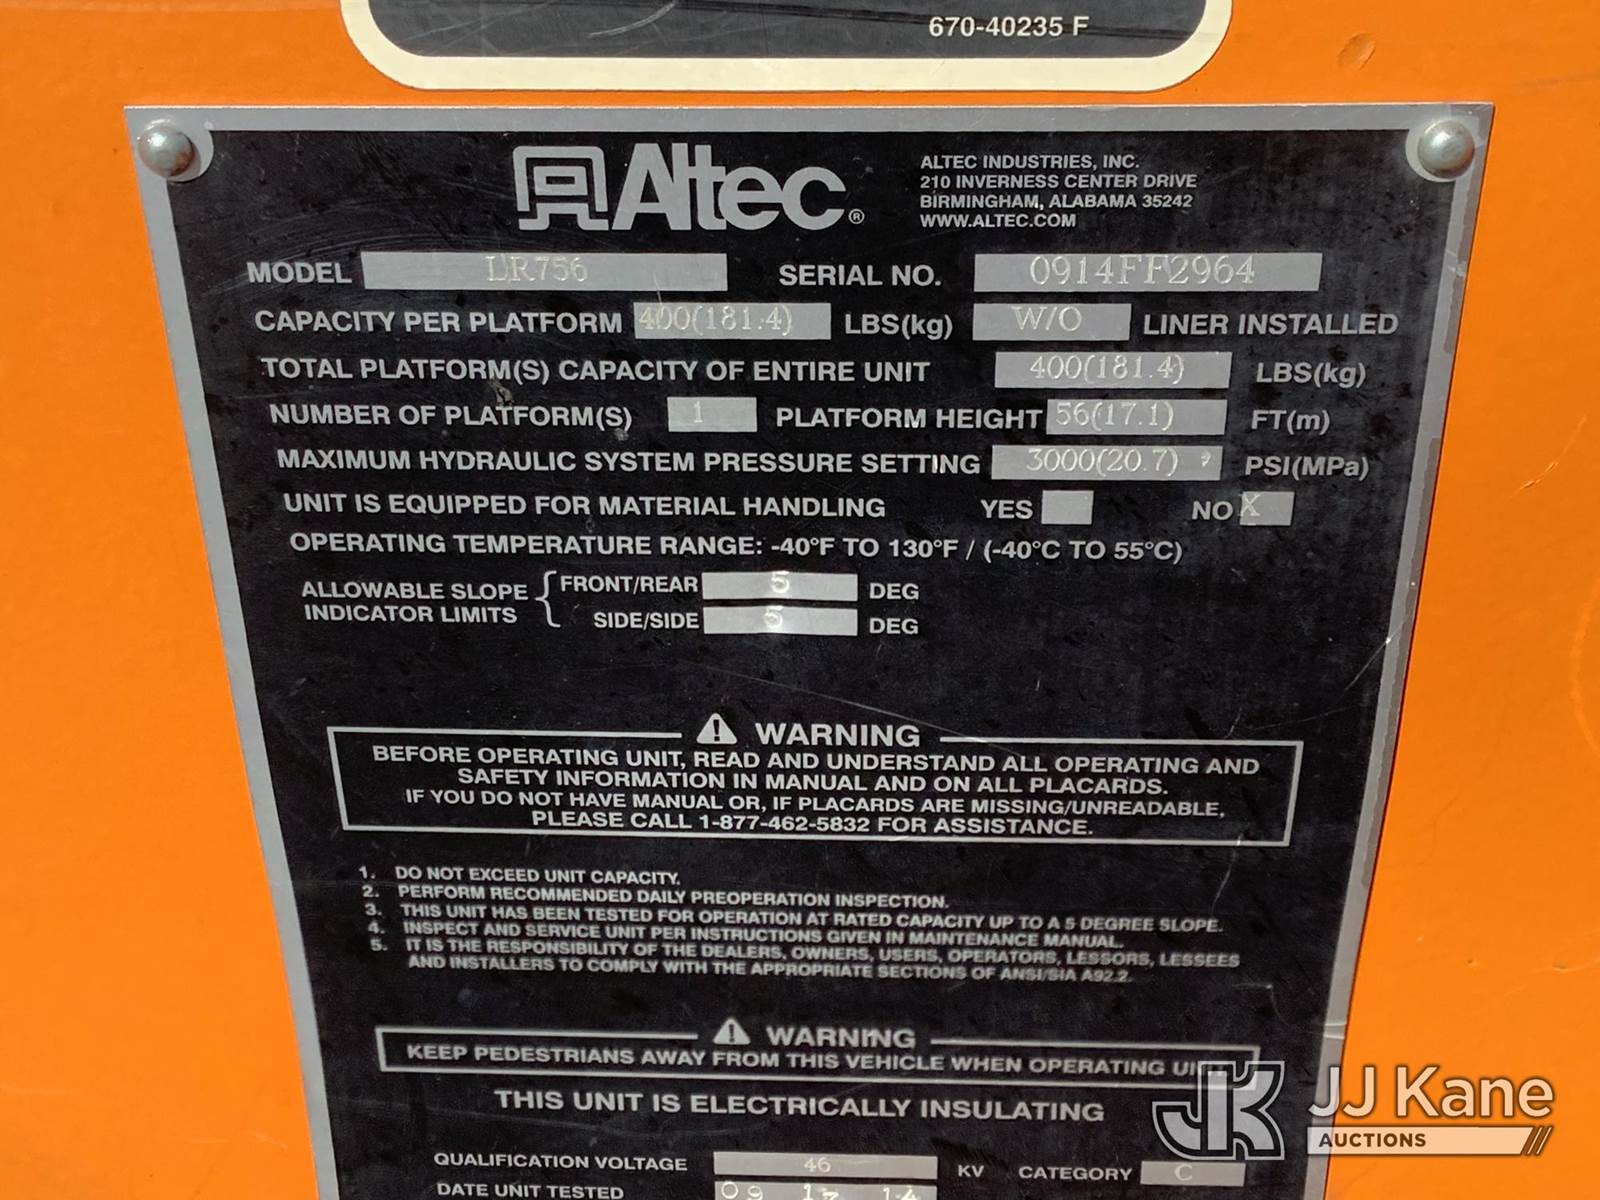 670-40235 F
Altec®
ALTEC INDUSTRIES, INC.
210 INVERNESS CENTER DRIVE
BIRMINGHAM, ALABAMA 35242
WWW.ALTEC.COM
MODEL LR756 SERIAL NO. 0914FF2964
CAPACITY PER PLATFORM 400(181.4) LBS(kg) W/O LINER INSTALLED
TOTAL PLATFORM(S) CAPACITY OF ENTIRE UNIT 400(181.4) LBS(kg)
NUMBER OF PLATFORM(S) 1 PLATFORM HEIGHT 56(17.1) FT(m)
MAXIMUM HYDRAULIC SYSTEM PRESSURE SETTING 3000(20.7) PSI(MPa)
UNIT IS EQUIPPED FOR MATERIAL HANDLING YES NO X
OPERATING TEMPERATURE RANGE: -40°F TO 130°F / (-40°C TO 55°C)
ALLOWABLE SLOPE INDICATOR LIMITS { FRONT/REAR 5 DEG
SIDE/SIDE 5 DEG
⚠ WARNING
BEFORE OPERATING UNIT, READ AND UNDERSTAND ALL OPERATING AND
SAFETY INFORMATION IN MANUAL AND ON ALL PLACARDS.
IF YOU DO NOT HAVE MANUAL OR, IF PLACARDS ARE MISSING/UNREADABLE,
PLEASE CALL 1-877-462-5832 FOR ASSISTANCE.
1. DO NOT EXCEED UNIT CAPACITY.
2. PERFORM RECOMMENDED DAILY PREOPERATION INSPECTION.
3. THIS UNIT HAS BEEN TESTED FOR OPERATION AT RATED CAPACITY UP TO A 5 DEGREE SLOPE.
4. INSPECT AND SERVICE UNIT PER INSTRUCTIONS GIVEN IN MAINTENANCE MANUAL.
5. IT IS THE RESPONSIBILITY OF THE DEALERS, OWNERS, USERS, OPERATORS, LESSORS, LESSEES
AND INSTALLERS TO COMPLY WITH THE APPROPRIATE SECTIONS OF ANSI/SIA A92.2.
⚠ WARNING
KEEP PEDESTRIANS AWAY FROM THIS VEHICLE WHEN OPERATING UNIT.
THIS UNIT IS ELECTRICALLY INSULATING
QUALIFICATION VOLTAGE 46 KV CATEGORY C
DATE UNIT TESTED 09
JK JJ Kane
AUCTIONS